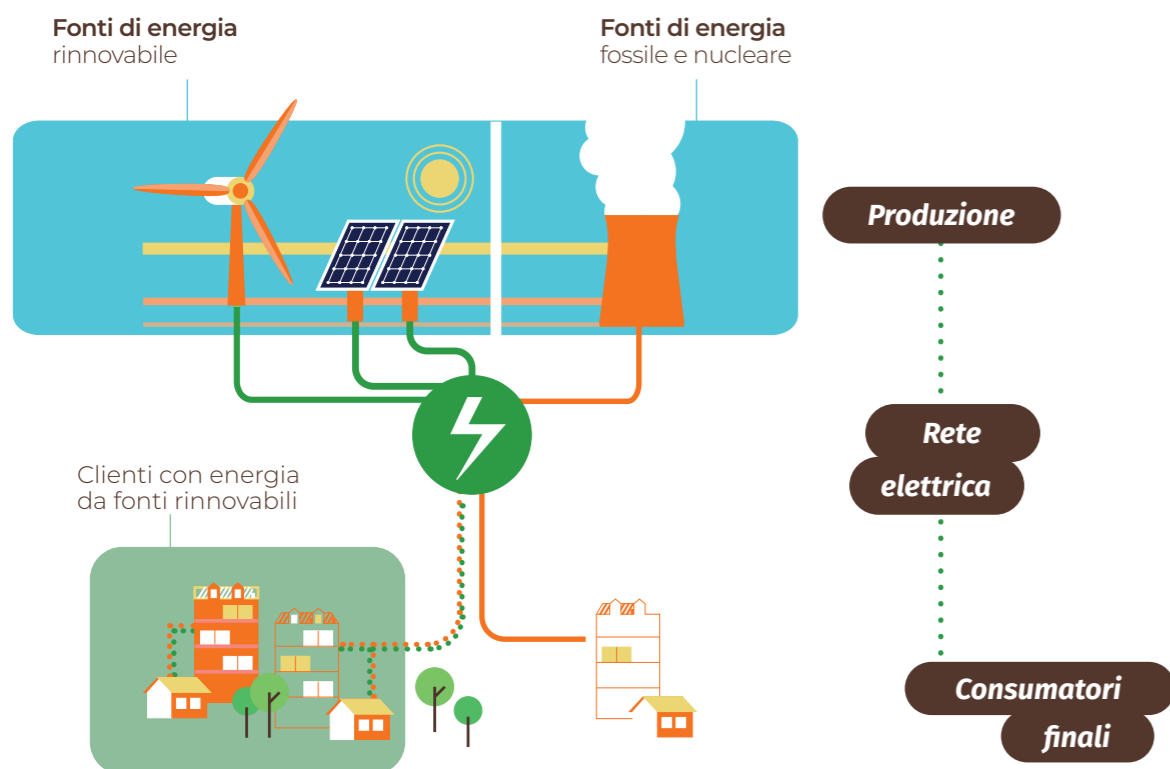 Fonti di energia
rinnovabile
Fonti di energia
fossile e nucleare
Produzione
Rete
elettrica
Clienti con energia
da fonti rinnovabili
Consumatori
finali